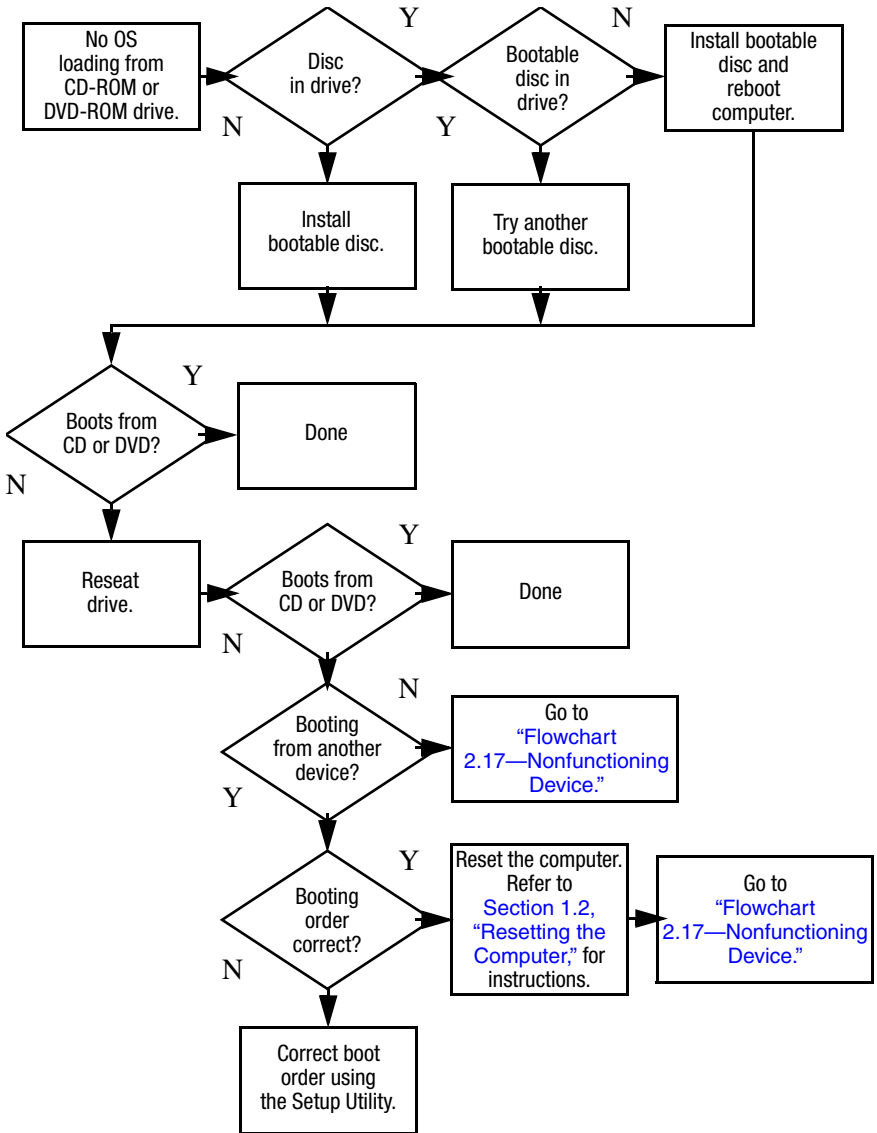 No OS
loading from
CD-ROM or
DVD-ROM drive.
Y
Disc
in drive?
N
N
Bootable
disc in
drive?
Y
Install bootable
disc and
reboot
computer.
Install
bootable disc.
Try another
bootable disc.
Y
Boots from
CD or DVD?
N
Done
Reseat
drive.
Y
Boots from
CD or DVD?
N
Done
N
Booting
from another
device?
Y
Go to
“Flowchart
2.17—Nonfunctioning
Device.”
Y
Booting
order
correct?
N
Reset the computer.
Refer to
Section 1.2,
“Resetting the
Computer,” for
instructions.
Go to
“Flowchart
2.17—Nonfunctioning
Device.”
Correct boot
order using
the Setup Utility.